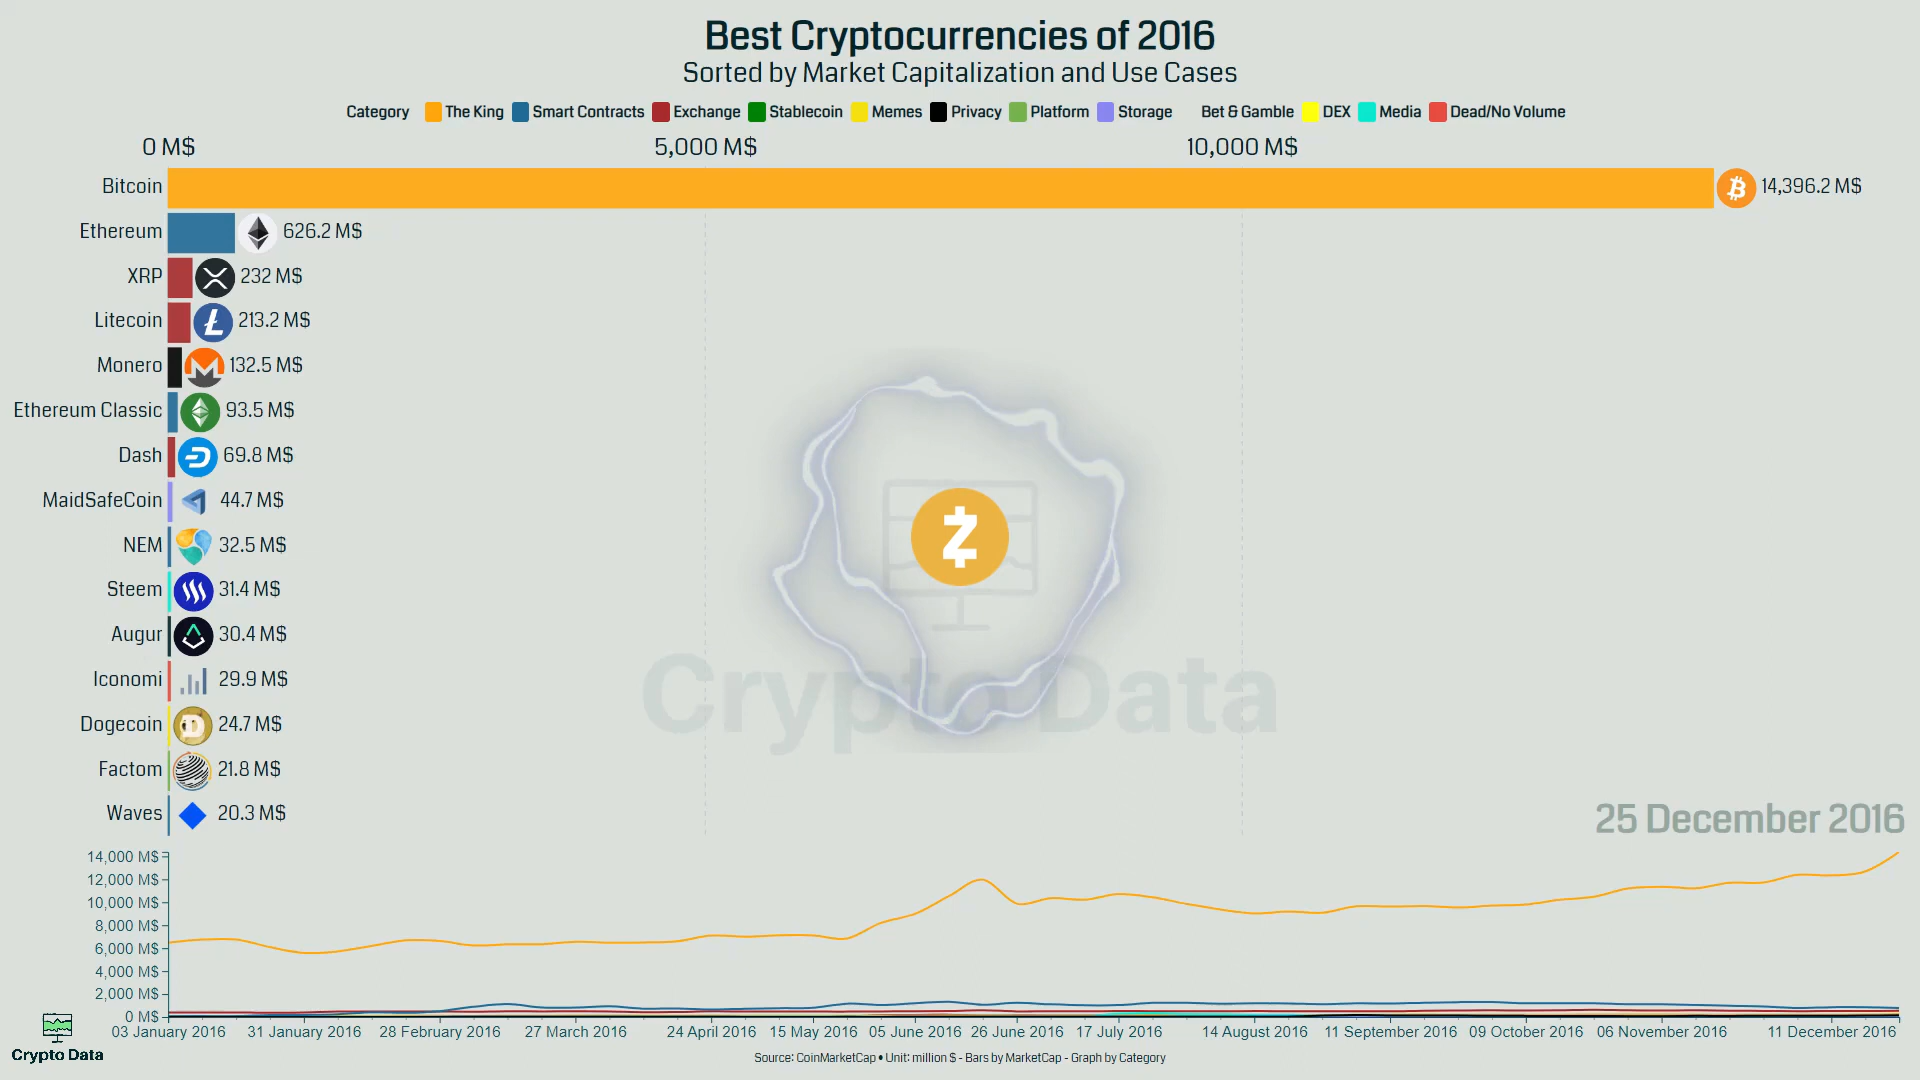 Best Cryptocurrencies of 2016
Sorted by Market Capitalization and Use Cases
Category The King Smart Contracts Exchange Stablecoin Memes Privacy Platform Storage Bet & Gamble DEX Media Dead/No Volume
0 M$ 5,000 M$ 10,000 M$
Bitcoin 14,396.2 M$
Ethereum 626.2 M$
XRP 232 M$
Litecoin 213.2 M$
Monero 132.5 M$
Ethereum Classic 93.5 M$
Dash 69.8 M$
MaidSafeCoin 44.7 M$
NEM 32.5 M$
Steem 31.4 M$
Augur 30.4 M$
Iconomi 29.9 M$
Crypto Data
Dogecoin 24.7 M$
Factom 21.8 M$
Waves 20.3 M$
25 December 2016
14,000 M$
12,000 M$
10,000 M$
8,000 M$
6,000 M$
4,000 M$
2,000 M$
0 M$
03 January 2016 31 January 2016 28 February 2016 27 March 2016 24 April 2016 15 May 2016 05 June 2016 26 June 2016 17 July 2016 14 August 2016 11 September 2016 09 October 2016 06 November 2016 11 December 2016
Crypto Data
Source: CoinMarketCap • Unit: million $ - Bars by MarketCap - Graph by Category